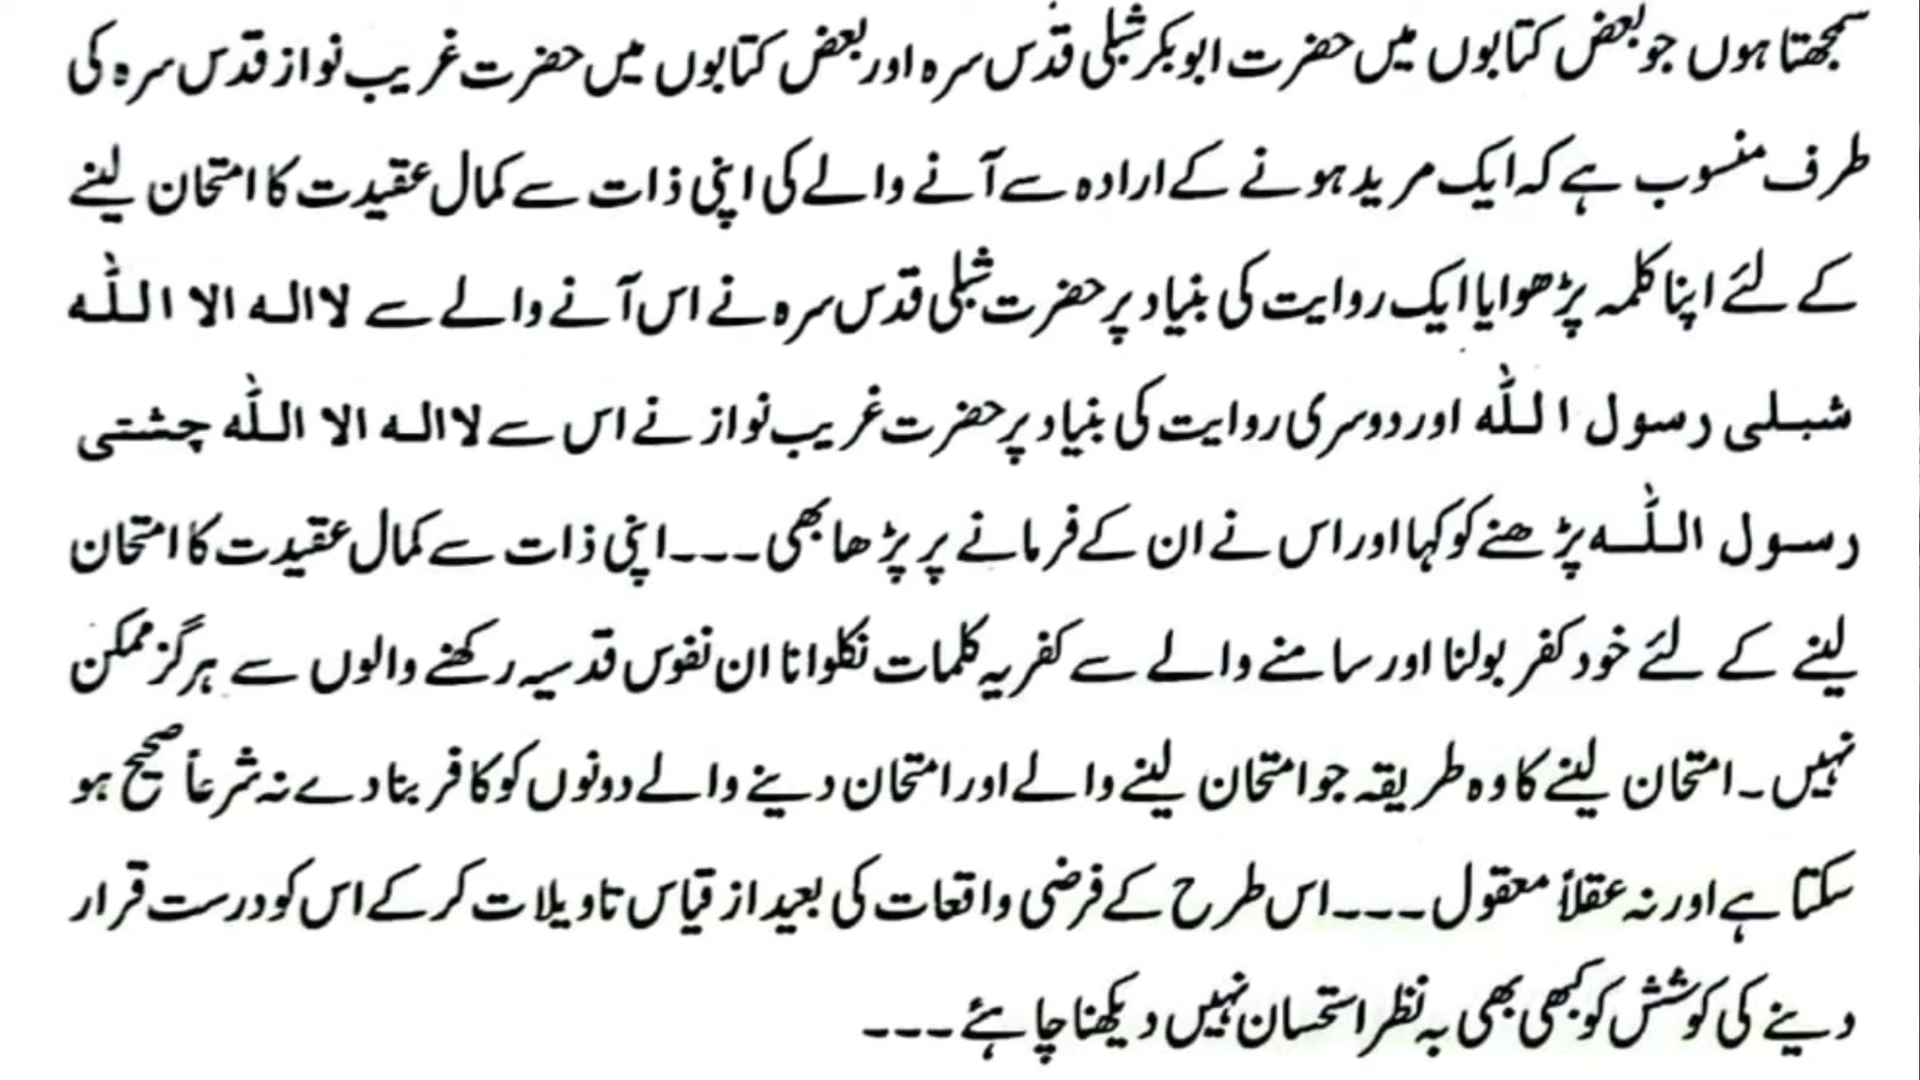 سمجھتا ہوں جو بعض کتابوں میں حضرت ابوبکر شبلی قدس سرہ اور بعض کتابوں میں حضرت غریب نواز قدس سرہ کی
طرف منسوب ہے کہ ایک مرید ہونے کے ارادہ سے آنے والے کی اپنی ذات سے کمال عقیدت کا امتحان لینے
کے لئے اپنا کلمہ پڑھوایا ایک روایت کی بنیاد پر حضرت شبلی قدس سرہ نے اس آنے والے سے لا الہ الا اللّٰہ
شبلی رسول اللّٰہ اور دوسری روایت کی بنیاد پر حضرت غریب نواز نے اس سے لا الہ الا اللّٰہ چشتی
رسول اللّٰہ پڑھنے کو کہا اور اس نے ان کے فرمانے پر پڑھا بھی۔۔۔اپنی ذات سے کمال عقیدت کا امتحان
لینے کے لئے خود کفر بولنا اور سامنے والے سے کفریہ کلمات نکلوانا ان نفوس قدسیہ رکھنے والوں سے ہرگز ممکن
نہیں۔ امتحان لینے کا وہ طریقہ جو امتحان لینے والے اور امتحان دینے والے دونوں کو کافر بنا دے نہ شرعاً صحیح ہو
سکتا ہے اور نہ عقلاً معقول۔۔۔اس طرح کے فرضی واقعات کی بعید از قیاس تاویلات کر کے اس کو درست قرار
دینے کی کوشش کو کبھی بھی بہ نظر استحسان نہیں دیکھنا چاہئے۔۔۔